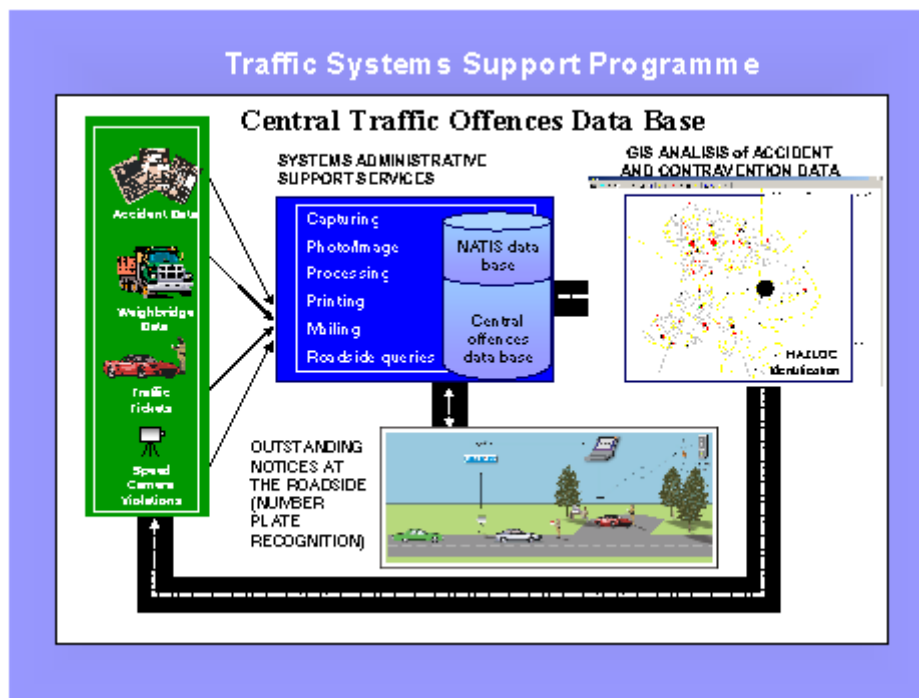 Traffic Systems Support Programme
Central Traffic Offences Data Base
SYSTEMS ADMINISTRATIVE
SUPPORT SERVICES
GIS ANALISIS of ACCIDENT
AND CONTRAVENTION DATA
Accident Data
Weighbridge
Data
Traffic
Tickets
Speed
Camera
Violations
Capturing
Photo/Image
Processing
Printing
Mailing
Roadside queries
NATIS data
base
Central
offences
data base
HAZLOC
Identification
OUTSTANDING
NOTICES AT
THE ROADSIDE
(NUMBER
PLATE
RECOGNITION)